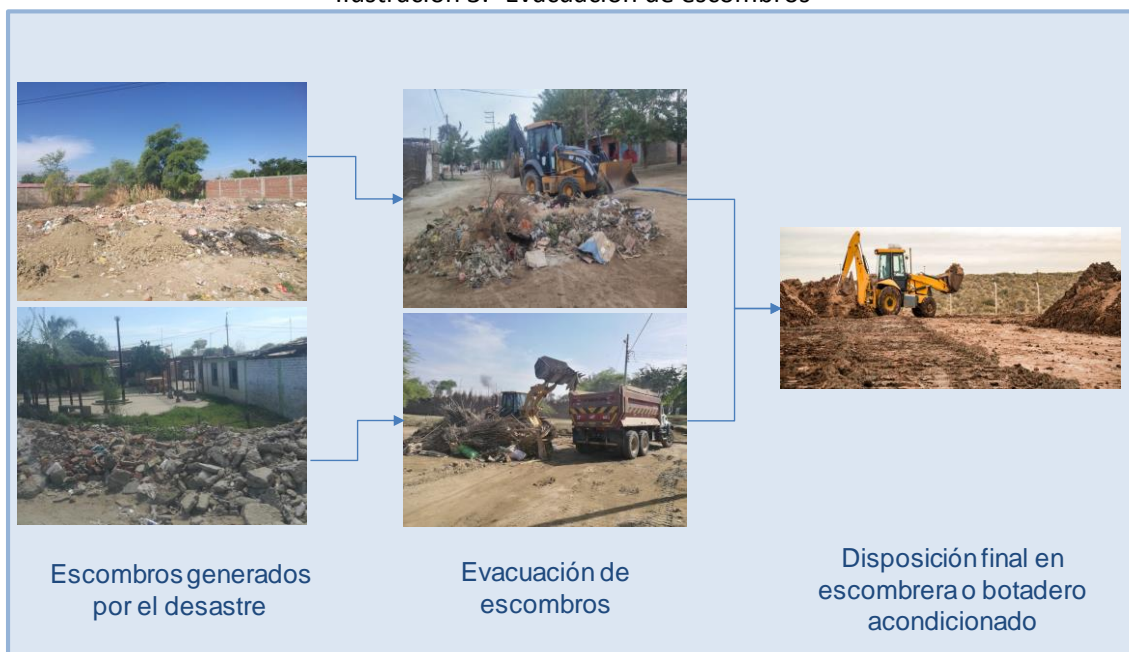 Escombros generados
por el desastre
Evacuación de
escombros
Disposición final en
escombrera o botadero
acondicionado